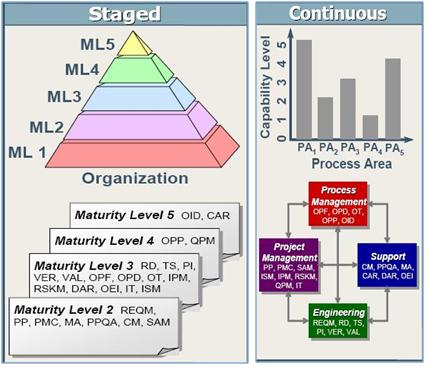 Staged
ML5
ML4
ML3
ML2
ML 1
Organization
Maturity Level 5 OID, CAR
Maturity Level 4 OPP, QPM
Maturity Level 3 RD, TS, PI,
VER, VAL, OPF, OPD, OT, IPM,
RSKM, DAR, OEI, IT, ISM
Maturity Level 2 REQM,
PP, PMC, MA, PPQA, CM, SAM
Continuous
Capability Level
5
4
3
2
1
0
PA1 PA2 PA3 PA4 PA5
Process Area
Process
Management
OPF, OPD, OT,
OPP, OID
Project
Management
PP, PMC, SAM,
ISM, IPM, RSKM,
QPM, IT
Support
CM, PPQA, MA,
CAR, DAR, OEI
Engineering
REQM, RD, TS,
PI, VER, VAL